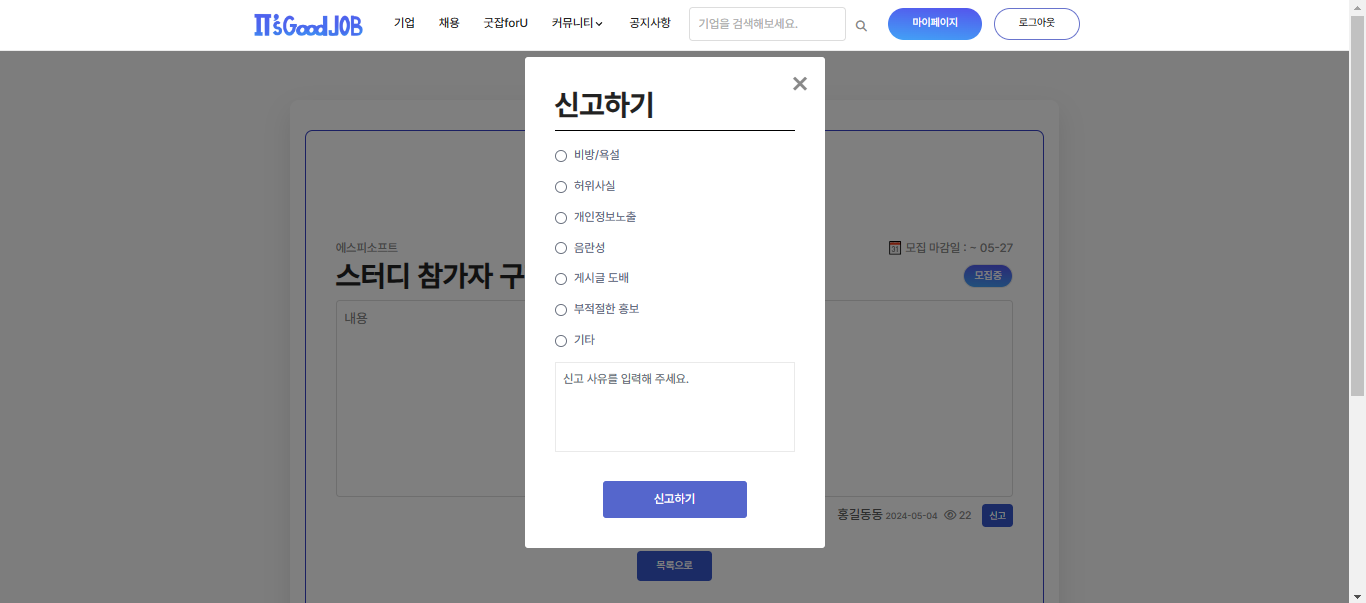 IT's GoodJOB
기업
채용
굿잡forU
커뮤니티
공지사항
기업을 검색해보세요.
마이페이지
로그아웃
에스피소프트
모집 마감일 : ~ 05-27
스터디 참가자 구
모집중
내용
신고하기
비방/욕설
허위사실
개인정보노출
음란성
게시글 도배
부적절한 홍보
기타
신고 사유를 입력해 주세요.
신고하기
홍길동동 2024-05-04 22 신고
목록으로